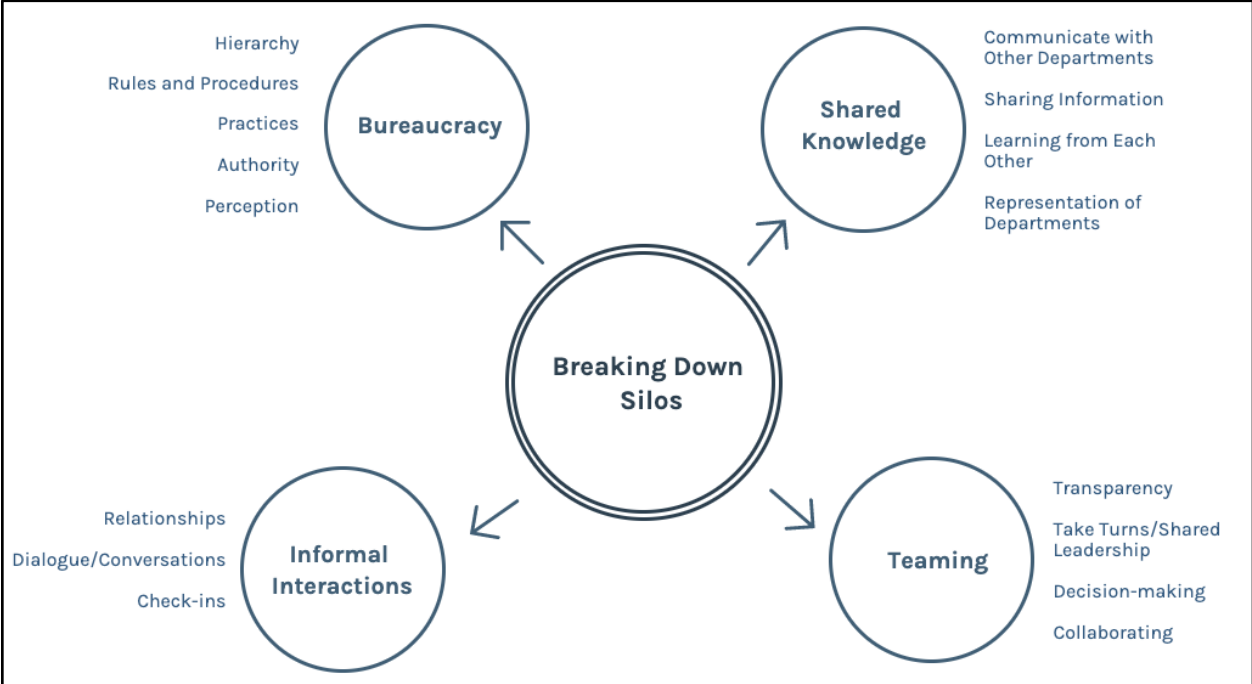 Hierarchy
Rules and Procedures
Practices
Authority
Perception
Bureaucracy
Shared
Knowledge
Communicate with
Other Departments
Sharing Information
Learning from Each
Other
Representation of
Departments
Breaking Down
Silos
Relationships
Dialogue/Conversations
Check-ins
Informal
Interactions
Teaming
Transparency
Take Turns/Shared
Leadership
Decision-making
Collaborating